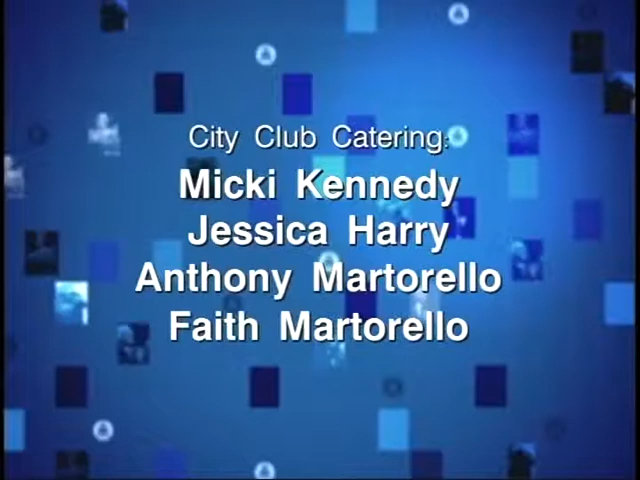 City Club Catering:
Micki Kennedy
Jessica Harry
Anthony Martorello
Faith Martorello